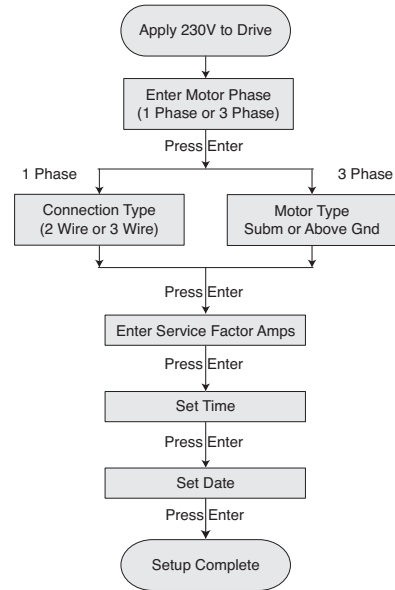 Apply 230V to Drive
Enter Motor Phase
(1 Phase or 3 Phase)
Press Enter
1 Phase
3 Phase
Connection Type
(2 Wire or 3 Wire)
Motor Type
Subm or Above Gnd
Press Enter
Enter Service Factor Amps
Press Enter
Set Time
Press Enter
Set Date
Press Enter
Setup Complete